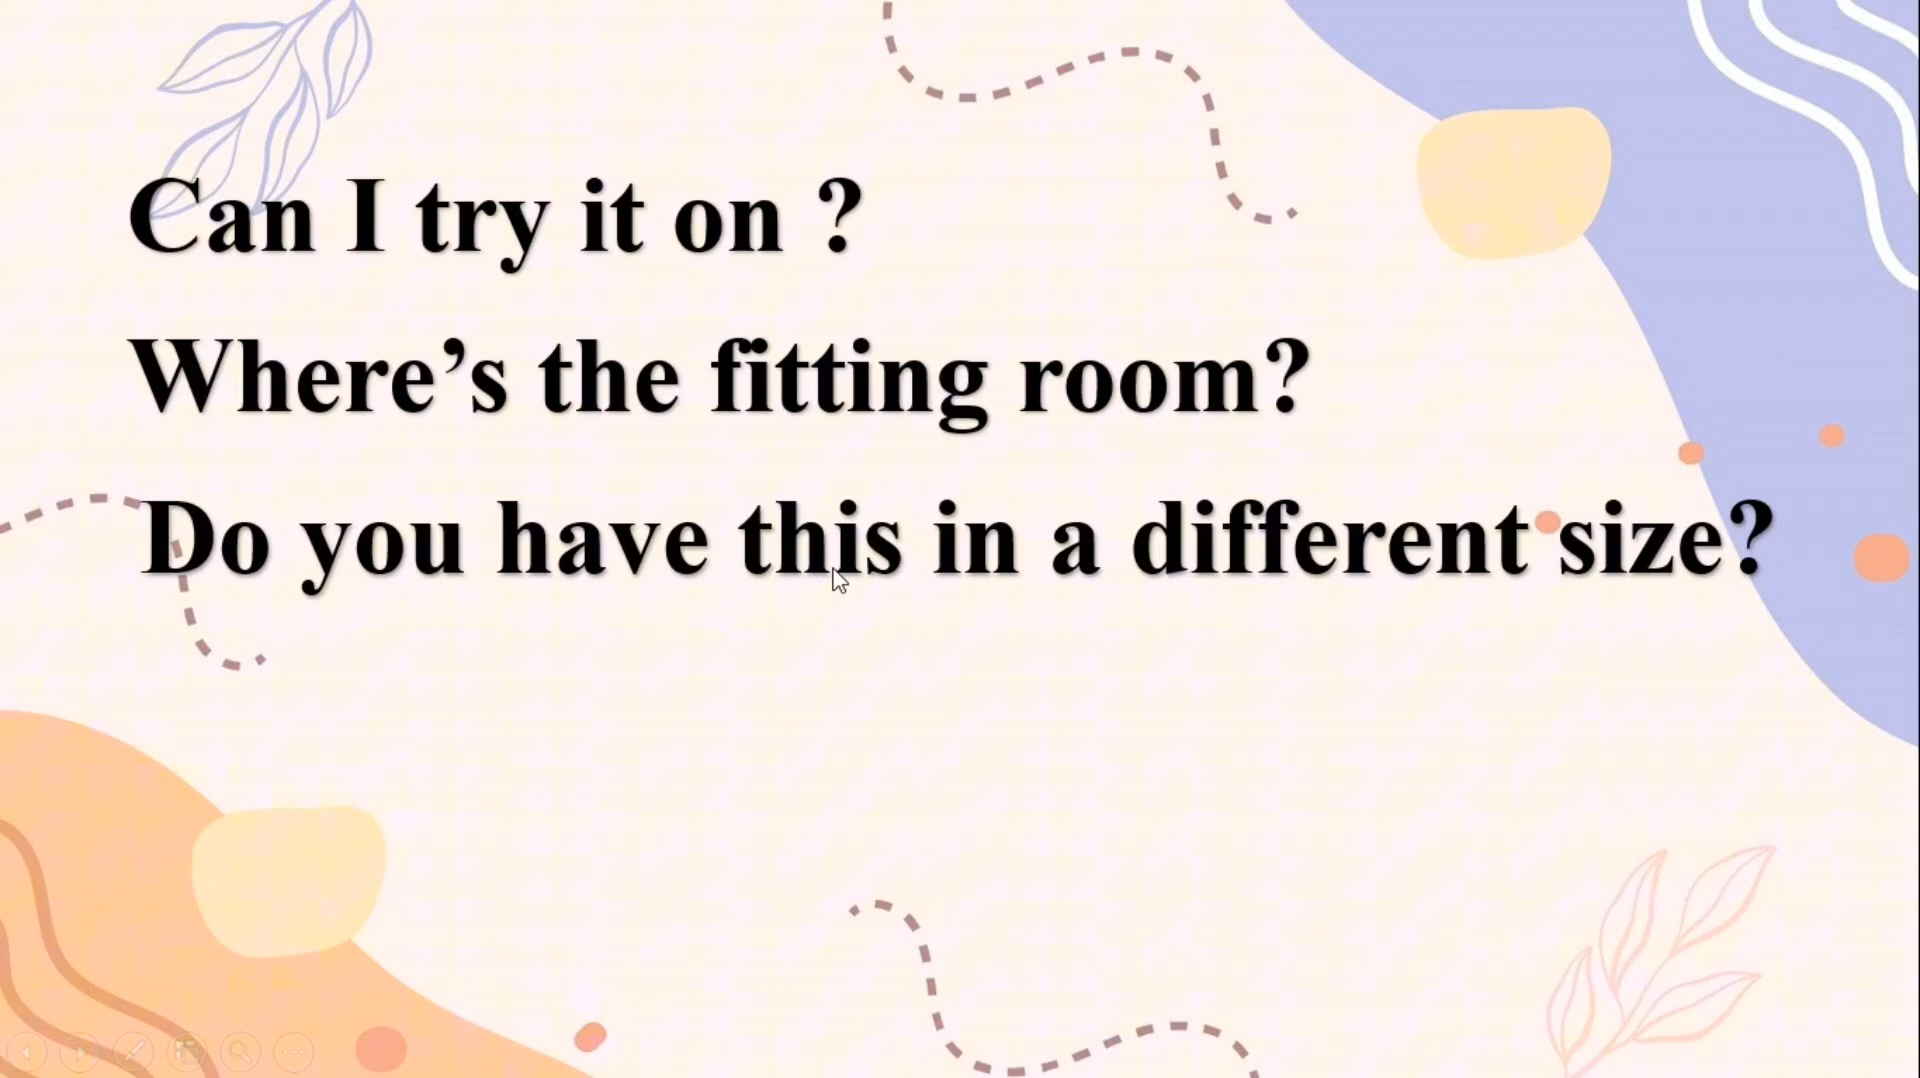 Can I try it on ?
Where’s the fitting room?
Do you have this in a different size?